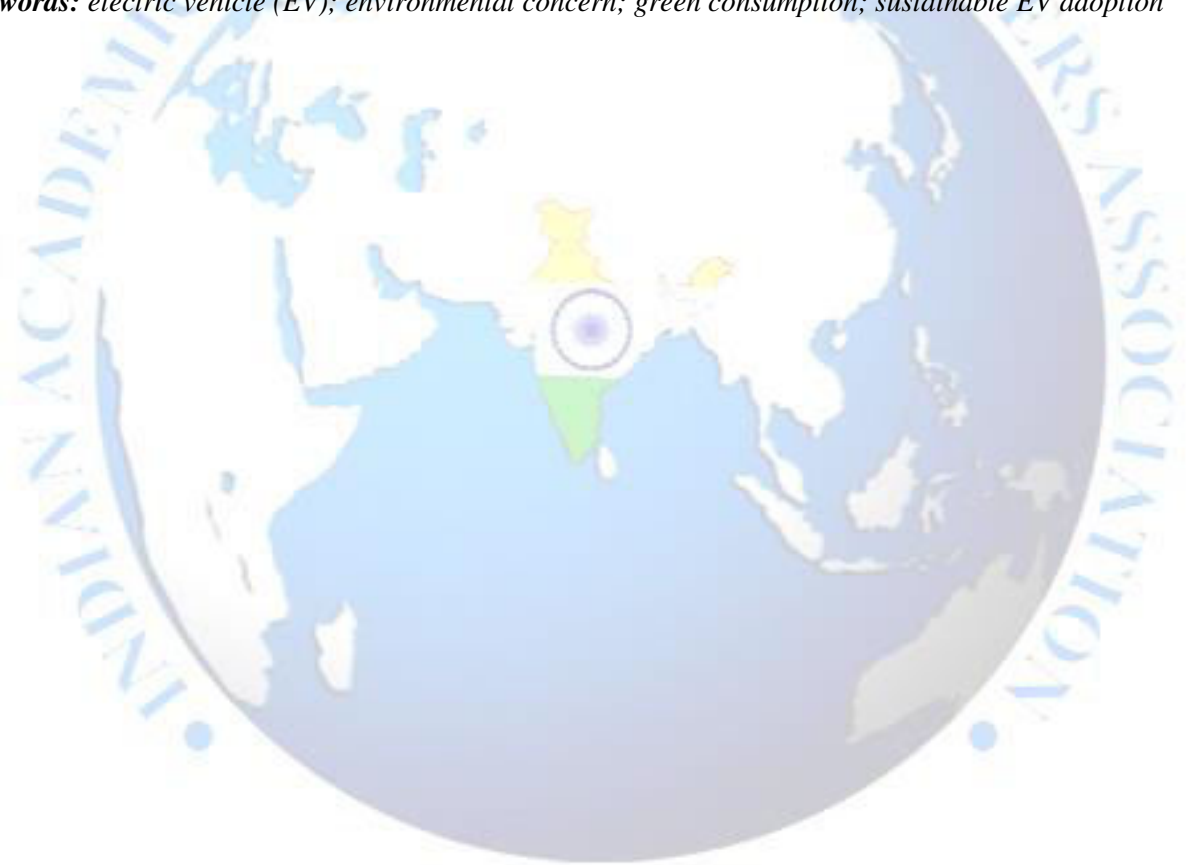 words: electric vehicle (EV); environmental concern; green consumption; sustainable EV adoption
• INDIAN ACADEMI
ERS ASSOCIATION •